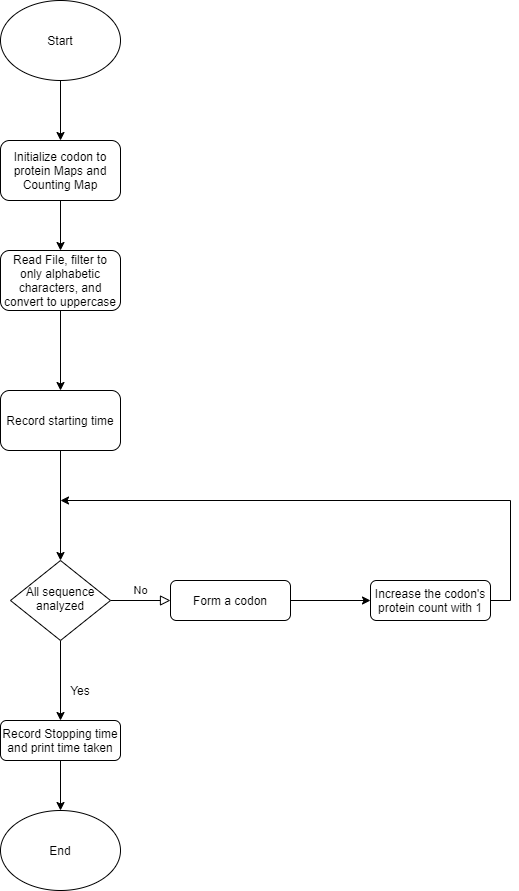 Start
Initialize codon to
protein Maps and
Counting Map
Read File, filter to
only alphabetic
characters, and
convert to uppercase
Record starting time
All sequence
analyzed
No
Form a codon
Increase the codon's
protein count with 1
Yes
Record Stopping time
and print time taken
End